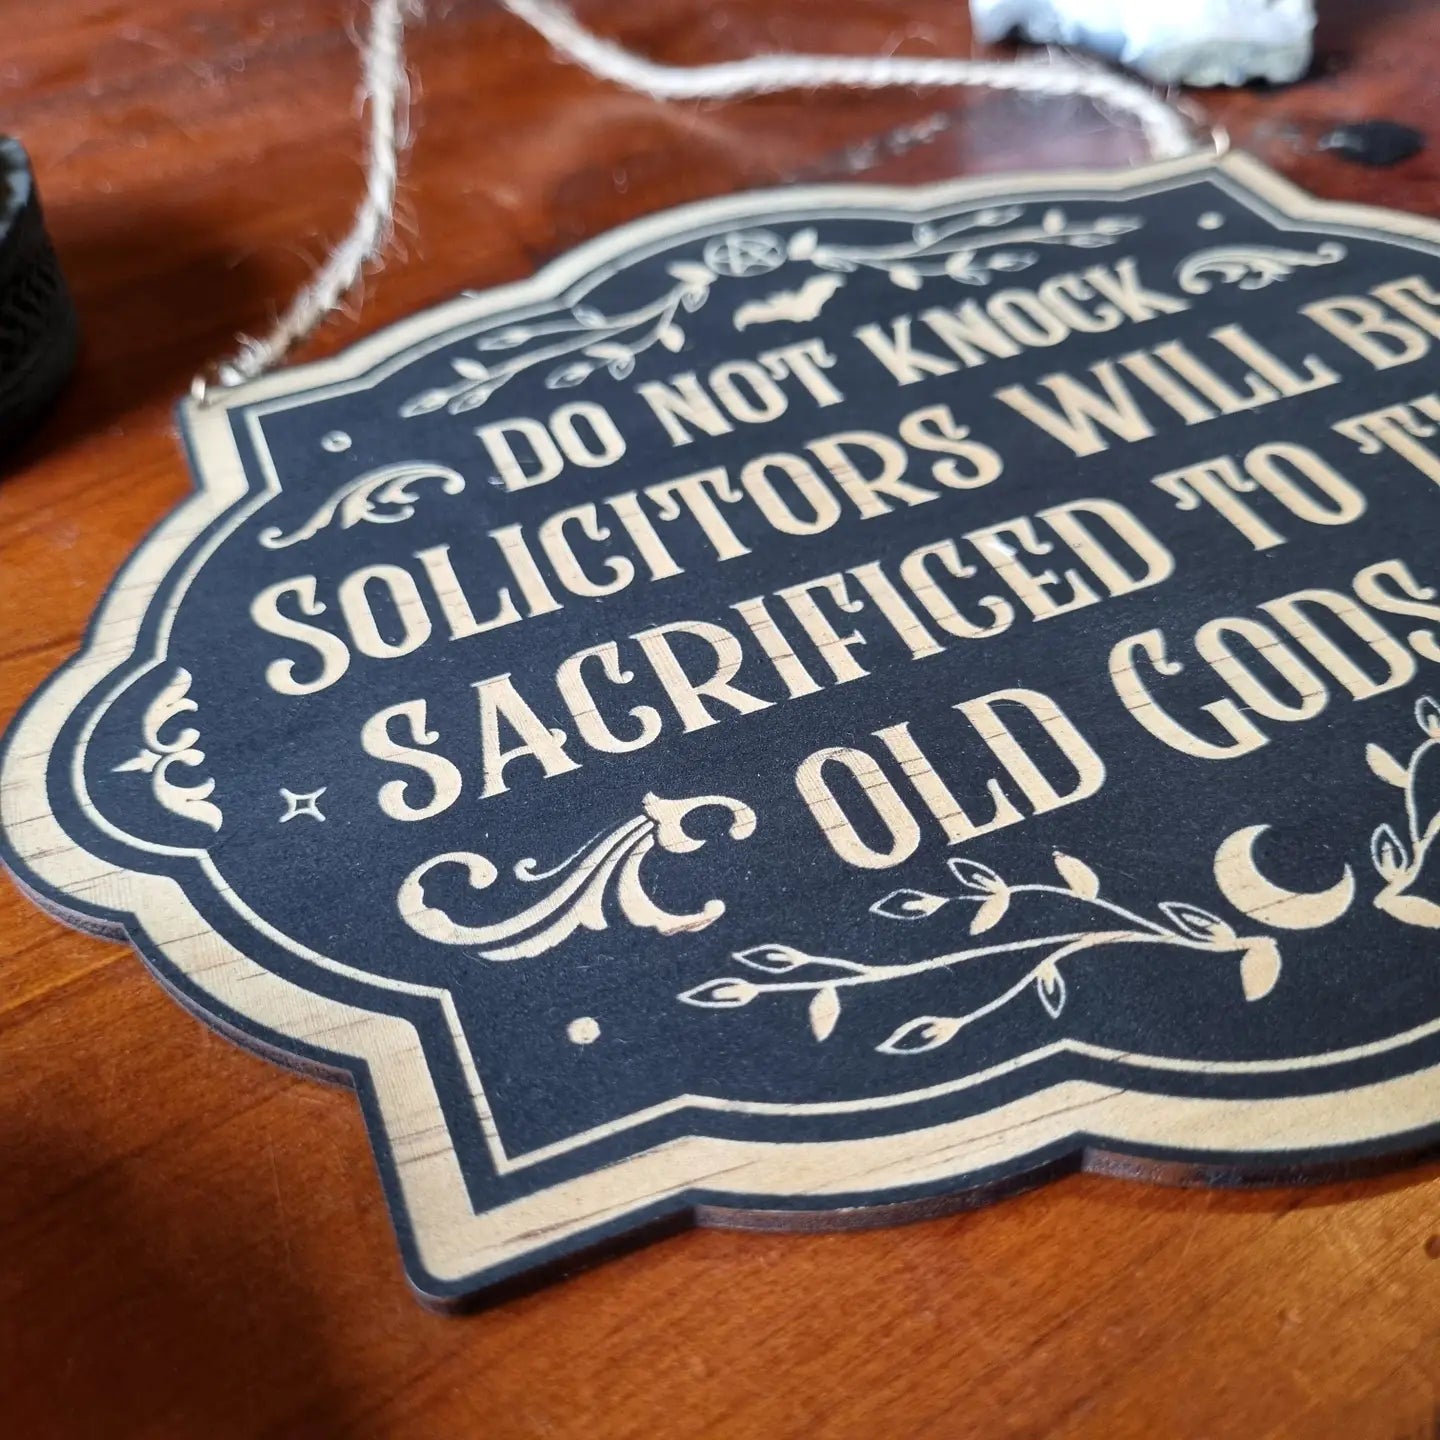 DO NOT KNOCK
SOLICITORS WILL BE
SACRIFICED TO
OLD GODS